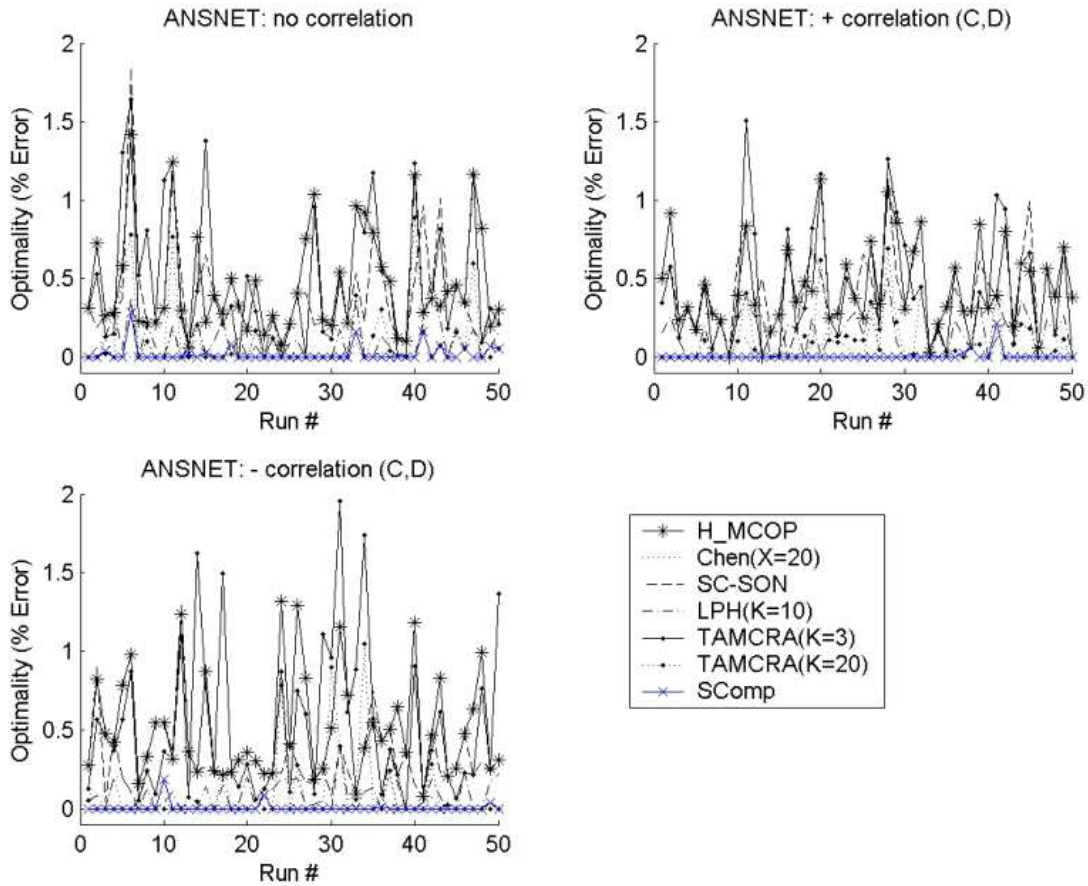 ANSNET: no correlation
2
1.5
1
0.5
0
Optimality (% Error)
0 10 20 30 40 50
Run #
ANSNET: + correlation (C,D)
2
1.5
1
0.5
0
Optimality (% Error)
0 10 20 30 40 50
Run #
ANSNET: - correlation (C,D)
2
1.5
1
0.5
0
Optimality (% Error)
0 10 20 30 40 50
Run #
H_MCOP
Chen(X=20)
SC-SON
LPH(K=10)
TAMCRA(K=3)
TAMCRA(K=20)
SComp